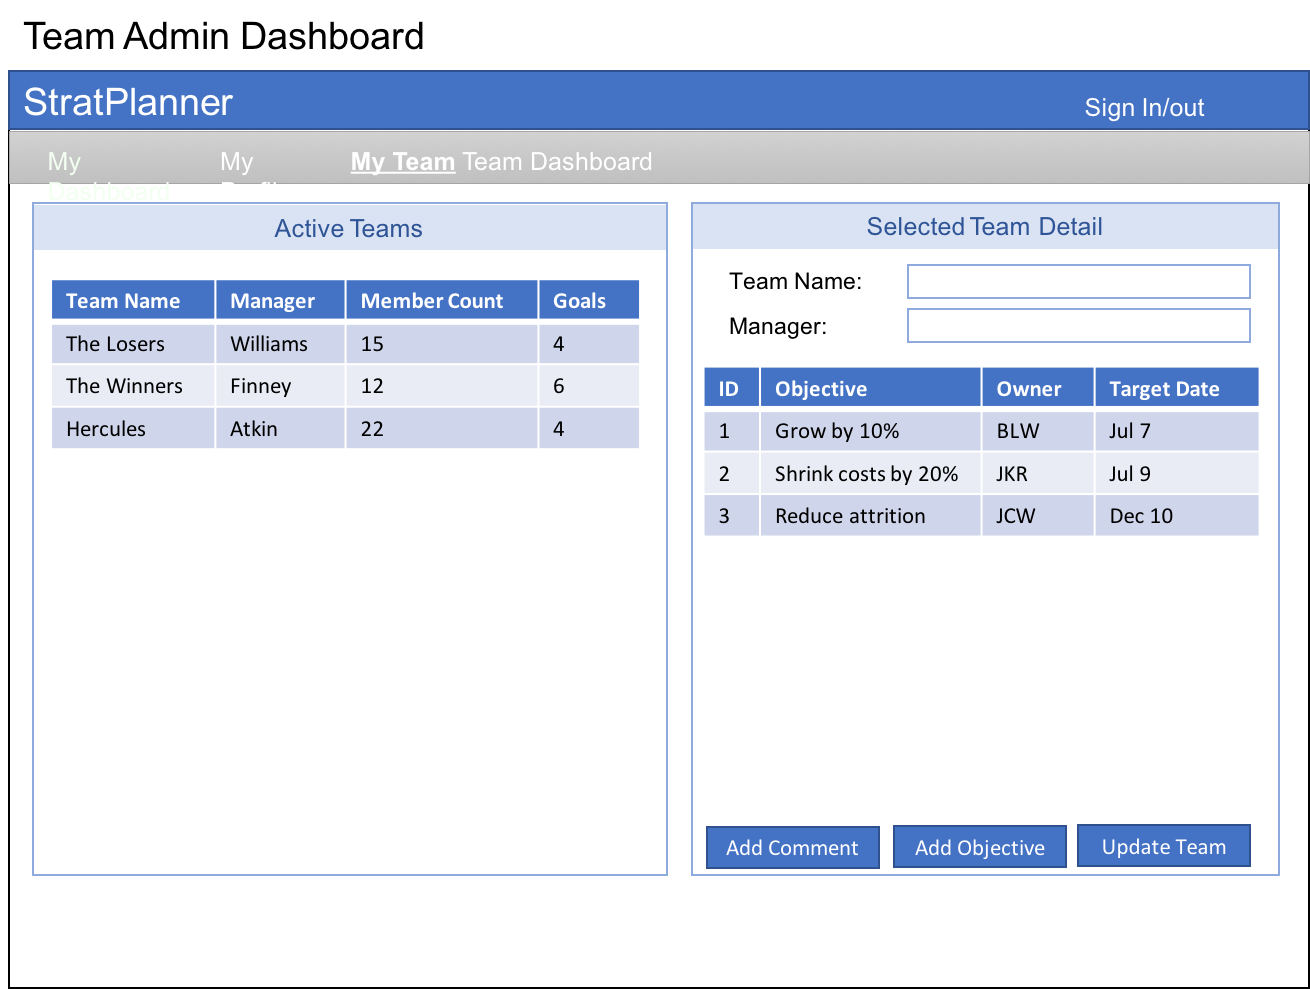 Team Admin Dashboard
StratPlanner
Sign In/out
My My My Team Team Dashboard
Dashboard
Active Teams
Team Name Manager Member Count Goals
The Losers Williams 15 4
The Winners Finney 12 6
Hercules Atkin 22 4
Selected Team Detail
Team Name:
Manager:
ID Objective Owner Target Date
1 Grow by 10% BLW Jul 7
2 Shrink costs by 20% JKR Jul 9
3 Reduce attrition JCW Dec 10
Add Comment Add Objective Update Team